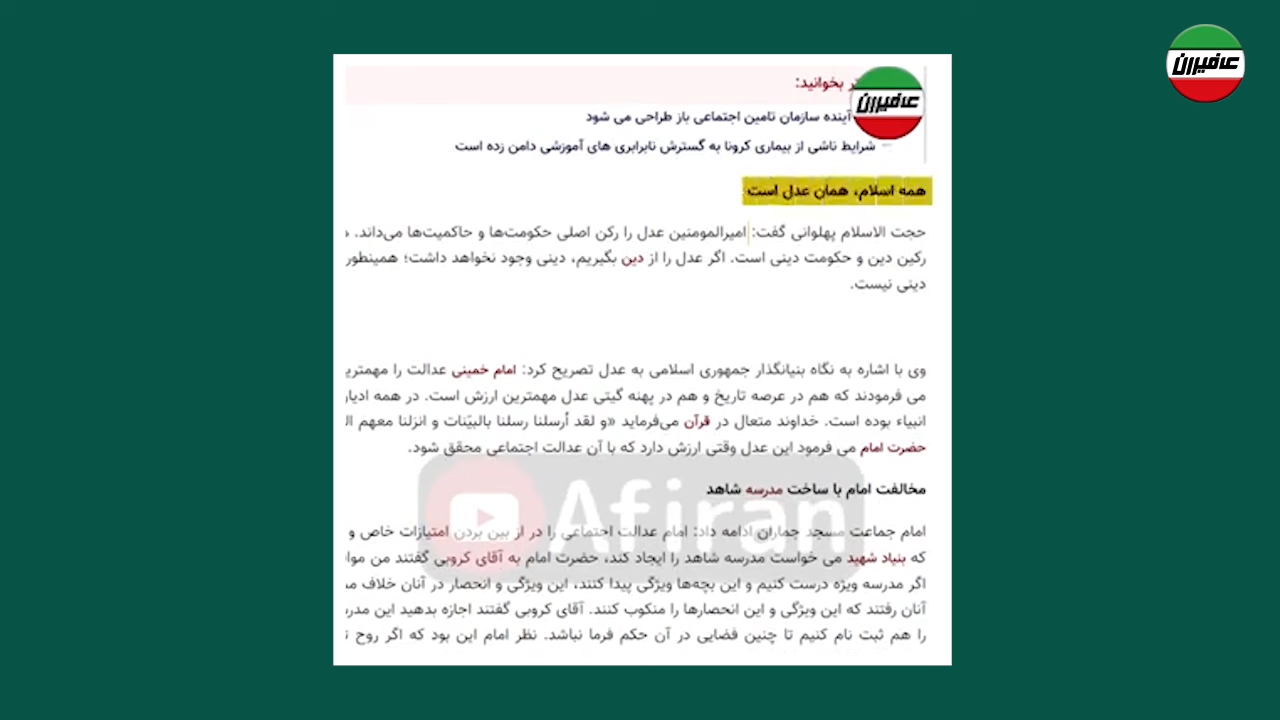 عافیران
بخوانید:
عافیران
آینده سازمان تامین اجتماعی باز طراحی می شود
شرایط ناشی از بیماری کرونا به گسترش نابرابری های آموزشی دامن زده است
همه اسلام، همان عدل است
حجت الاسلام پهلوانی گفت: امیرالمومنین عدل را رکن اصلی حکومت‌ها و حاکمیت‌ها می‌داند.
رکین دین و حکومت دینی است. اگر عدل را از دین بگیریم، دینی وجود نخواهد داشت؛ همینطور
دینی نیست.
وی با اشاره به نگاه بنیانگذار جمهوری اسلامی به عدل تصریح کرد: امام خمینی عدالت را
می فرمودند که هم در عرصه تاریخ و هم در پهنه گیتی عدل مهمترین ارزش است. در همه
انبیاء بوده است. خداوند متعال در قرآن می‌فرماید «و لقد اُرسلنا رسلنا بالبیّنات و انزلنا معهم
حضرت امام می فرمود این عدل وقتی ارزش دارد که با آن عدالت اجتماعی محقق شود.
مخالفت امام با ساخت مدرسه شاهد
Afiran
امام جماعت مسجد جماران ادامه داد: امام عدالت اجتماعی را در از بین بردن امتیازات خاص و
که بنیاد شهید می خواست مدرسه شاهد را ایجاد کند، حضرت امام به آقای کروبی گفتند من
اگر مدرسه ویژه درست کنیم و این بچه‌ها ویژگی پیدا کنند، این ویژگی و انحصار در آنان خلاف
آنان رفتند که این ویژگی و این انحصارها را منکوب کنند. آقای کروبی گفتند اجازه بدهید این
را هم ثبت نام کنیم تا چنین فضایی در آن حکم فرما نباشد. نظر امام این بود که اگر روح